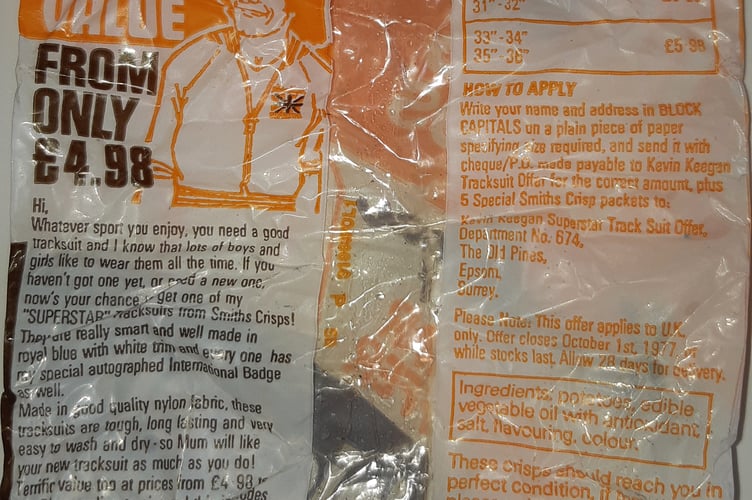 VALUE
FROM
ONLY
£4.98
Hi,
Whatever sport you enjoy, you need a good
tracksuit and I know that lots of boys and
girls like to wear them all the time. If you
haven't got one yet, or need a new one,
now's your chance get one of my
"SUPERSTAR" tracksuits from Smiths Crisps!
They are really smart and well made in
royal blue with white trim and every one has
my special autographed International Badge
as well.
Made in good quality nylon fabric, these
tracksuits are tough, long lasting and very
easy to wash and dry - so Mum will like
your new tracksuit as much as you do!
Terrific value too at prices from £4.98
31"-32"
33"-34"
35"-36" £5.98
HOW TO APPLY
Write your name and address in BLOCK
CAPITALS on a plain piece of paper
specifying size required, and send it with
cheque/P.O. made payable to Kevin Keegan
Tracksuit Offer for the correct amount, plus
5 Special Smiths Crisp packets to:
Kevin Keegan Superstar Track Suit Offer,
Department No. 674,
The Old Pines,
Epsom,
Surrey.
Please Note: This offer applies to U.K.
only. Offer closes October 1st, 1977, or
while stocks last. Allow 28 days for delivery.
Ingredients: potatoes, edible
vegetable oil with antioxidant,
salt, flavouring, colour.
These crisps should reach you in
perfect condition, if